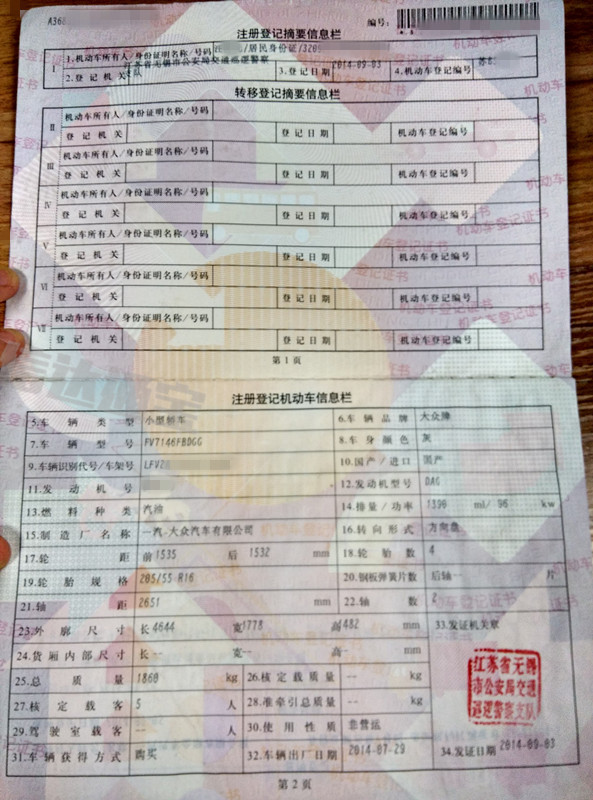 A368
编号:
注册登记摘要信息栏
I 1.机动车所有人/身份证明名称/号码 /居民身份证/3209
2.登记机关 江苏省无锡市公安局交通巡逻警察支队 3.登记日期 2014-09-03 4.机动车登记编号
转移登记摘要信息栏
II 机动车所有人/身份证明名称/号码
登记机关 登记日期 机动车登记编号
III 机动车所有人/身份证明名称/号码
登记机关 登记日期 机动车登记编号
IV 机动车所有人/身份证明名称/号码
登记机关 登记日期 机动车登记编号
V 机动车所有人/身份证明名称/号码
登记机关 登记日期 机动车登记编号
VI 机动车所有人/身份证明名称/号码
登记机关 登记日期 机动车登记编号
VII 机动车所有人/身份证明名称/号码
登记机关 登记日期 机动车登记编号
第1页
注册登记机动车信息栏
5.车辆类型 小型轿车 6.车辆品牌 大众牌
7.车辆型号 FV7146FBDGG 8.车身颜色 灰
9.车辆识别代号/车架号 LFV2A 10.国产/进口 国产
11.发动机号 12.发动机型号 DAG
13.燃料种类 汽油 14.排量/功率 1396 ml/ 96 kw
15.制造厂名称 一汽-大众汽车有限公司 16.转向形式 方向盘
17.轮距 前1535 后1532 mm 18.轮胎数 4
19.轮胎规格 205/55 R16 20.钢板弹簧片数 后轴-- 片
21.轴距 2651 mm 22.轴数 2
23.外廓尺寸 长4644 宽1778 高1482 mm 33.发证机关章
24.货厢内部尺寸 长-- 宽-- 高-- mm
25.总质量 1860 kg 26.核定载质量 -- kg
27.核定载客 5 人 28.准牵引总质量 -- kg
江苏省无锡
市公安局交通
巡逻警察支队
29.驾驶室载客 -- 人 30.使用性质 非营运
31.车辆获得方式 购买 32.车辆出厂日期 2014-07-29 34.发证日期 2014-09-03
第2页